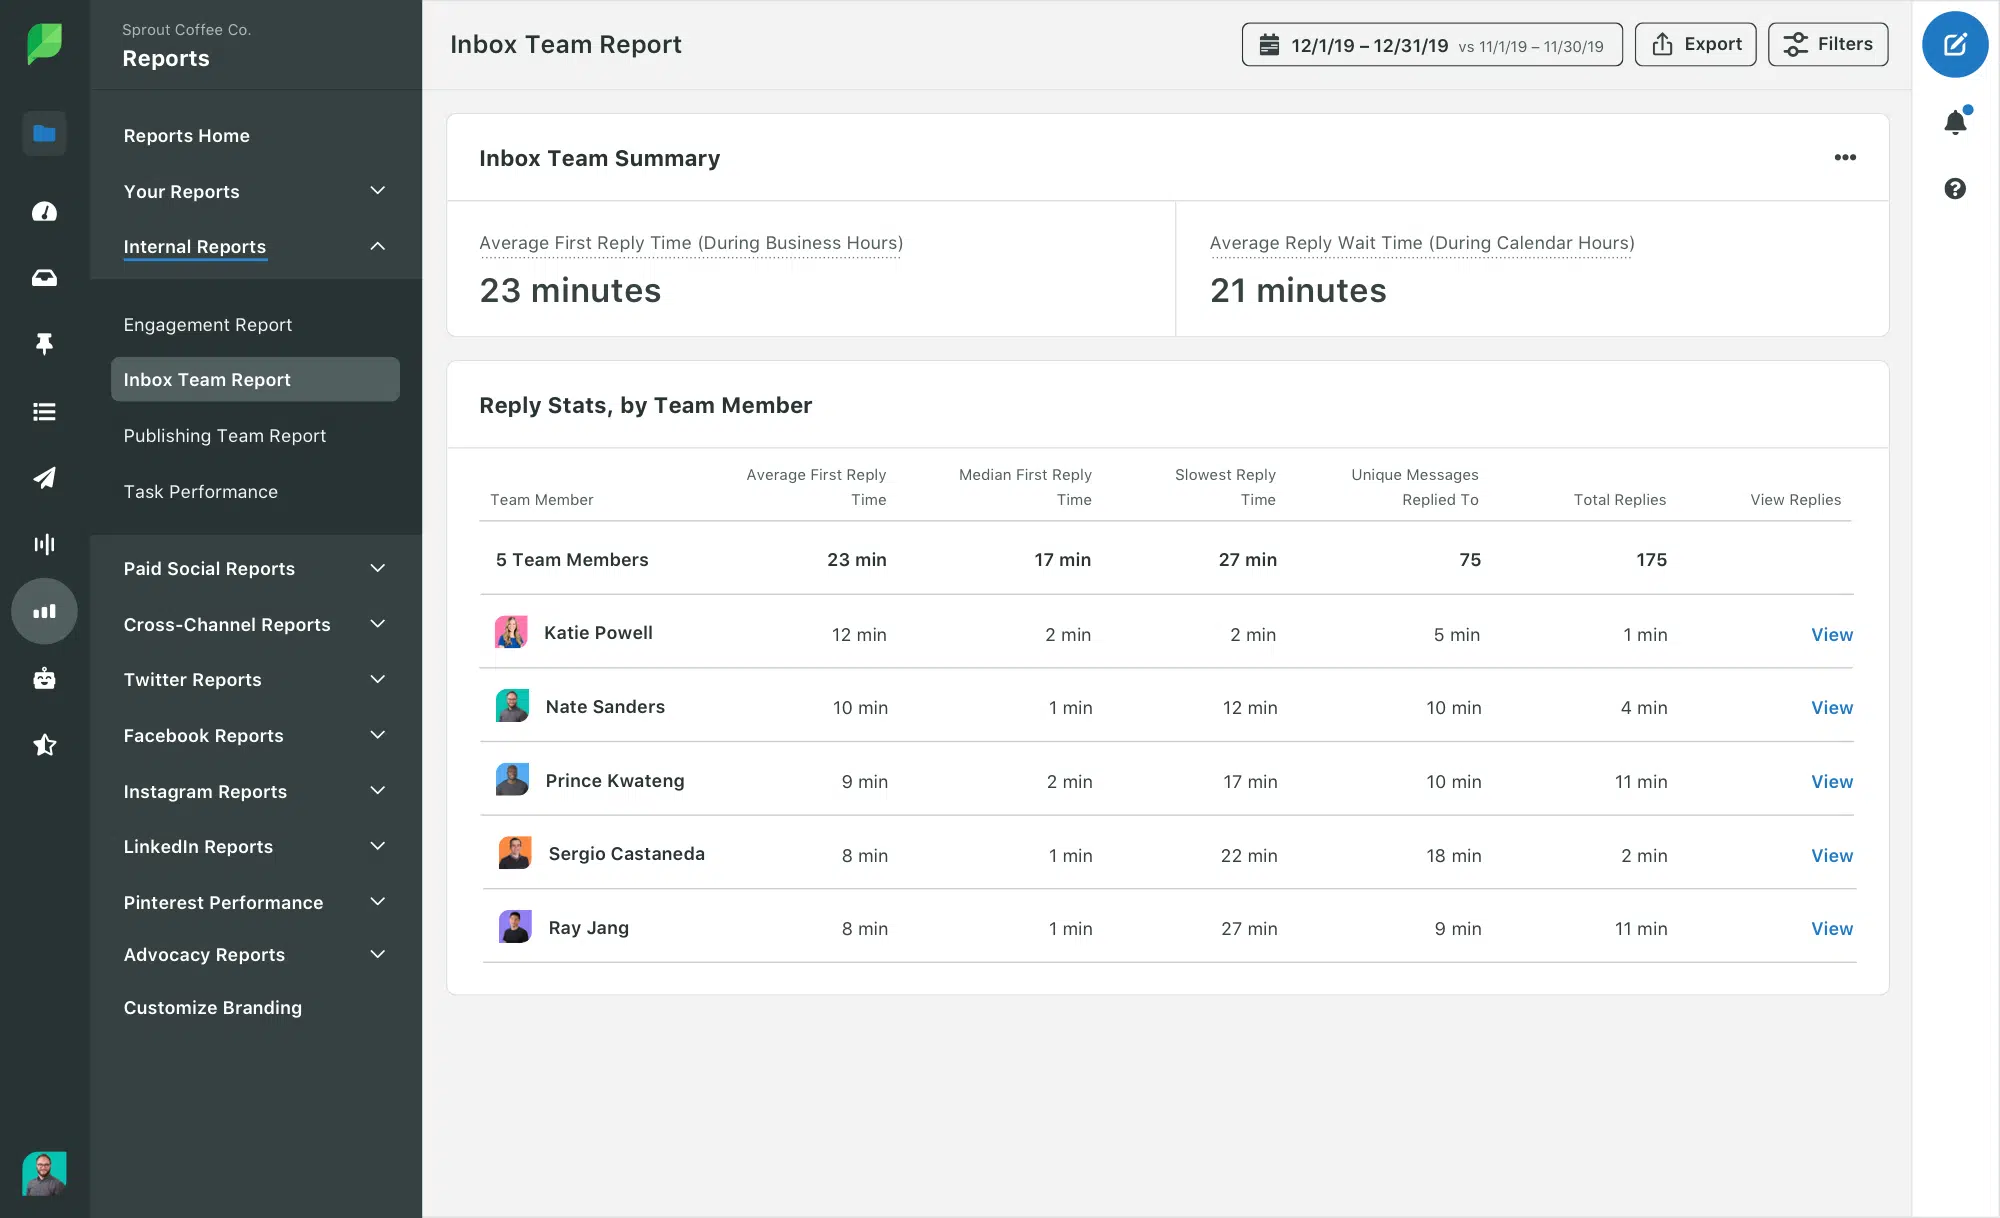 Sprout Coffee Co.
Reports
Reports Home
Your Reports
Internal Reports
Engagement Report
Inbox Team Report
Publishing Team Report
Task Performance
Paid Social Reports
Cross-Channel Reports
Twitter Reports
Facebook Reports
Instagram Reports
LinkedIn Reports
Pinterest Performance
Advocacy Reports
Customize Branding
Inbox Team Report
12/1/19 – 12/31/19 vs 11/1/19 – 11/30/19
Export
Filters
Inbox Team Summary
Average First Reply Time (During Business Hours)
23 minutes
Average Reply Wait Time (During Calendar Hours)
21 minutes
Reply Stats, by Team Member
Team Member Average First Reply Time Median First Reply Time Slowest Reply Time Unique Messages Replied To Total Replies View Replies
5 Team Members 23 min 17 min 27 min 75 175
Katie Powell 12 min 2 min 2 min 5 min 1 min View
Nate Sanders 10 min 1 min 12 min 10 min 4 min View
Prince Kwateng 9 min 2 min 17 min 10 min 11 min View
Sergio Castaneda 8 min 1 min 22 min 18 min 2 min View
Ray Jang 8 min 1 min 27 min 9 min 11 min View